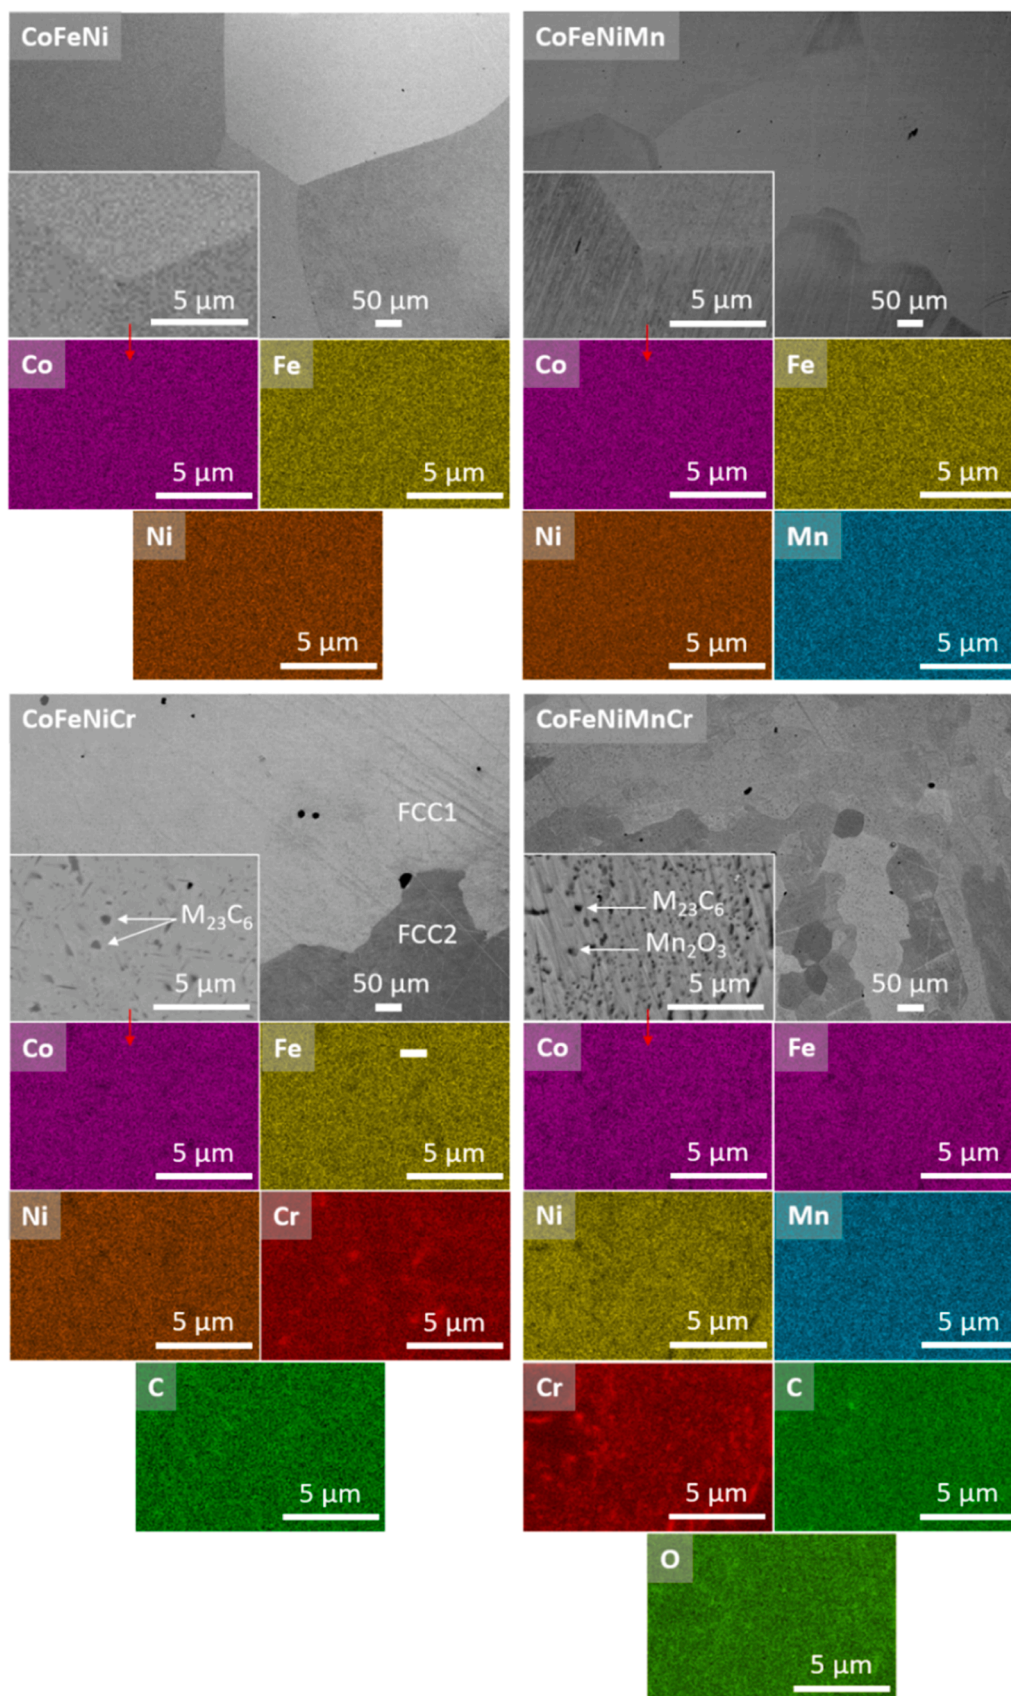 CoFeNi
5 µm
50 µm
Co
5 µm
Fe
5 µm
Ni
5 µm
CoFeNiMn
5 µm
50 µm
Co
5 µm
Fe
5 µm
Ni
5 µm
Mn
5 µm
CoFeNiCr
FCC1
M₂₃C₆
FCC2
5 µm
50 µm
Co
5 µm
Fe
5 µm
Ni
5 µm
Cr
5 µm
C
5 µm
CoFeNiMnCr
M₂₃C₆
Mn₂O₃
5 µm
50 µm
Co
5 µm
Fe
5 µm
Ni
5 µm
Mn
5 µm
Cr
5 µm
C
5 µm
O
5 µm